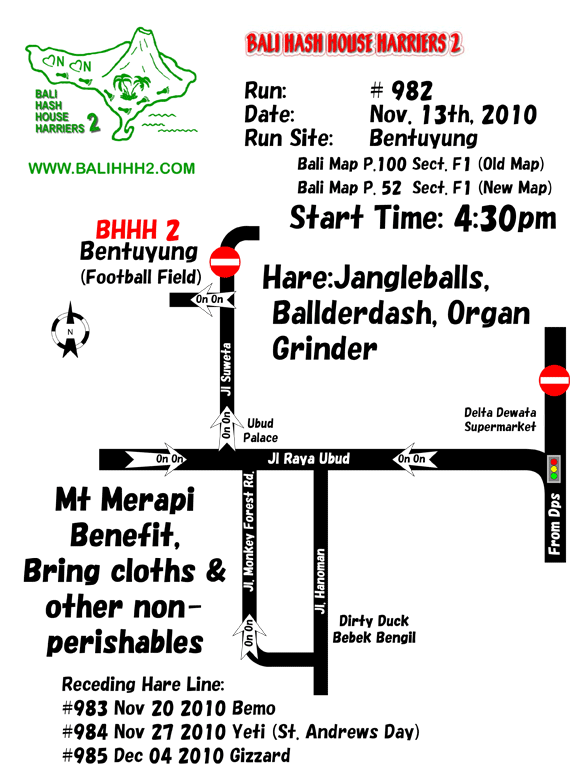 N N
BALI
HASH
HOUSE
HARRIERS 2
WWW.BALIHHH2.COM
BALI HASH HOUSE HARRIERS 2
Run: # 982
Date: Nov. 13th, 2010
Run Site: Bentuyung
Bali Map P.100 Sect. F1 (Old Map)
Bali Map P. 52 Sect. F1 (New Map)
Start Time: 4:30pm
BHHH 2
Bentuyung
(Football Field)
Hare:Jangleballs,
Ballderdash, Organ
Grinder
On On
N
Jl Suweta
On On
Ubud
Palace
Delta Dewata
Supermarket
On On
Jl Raya Ubud
On On
From Dps
Mt Merapi
Benefit,
Bring cloths &
other non-
perishables
Jl. Monkey Forest Rd.
Jl. Hanoman
On On
Dirty Duck
Bebek Bengil
Receding Hare Line:
#983 Nov 20 2010 Bemo
#984 Nov 27 2010 Yeti (St. Andrews Day)
#985 Dec 04 2010 Gizzard